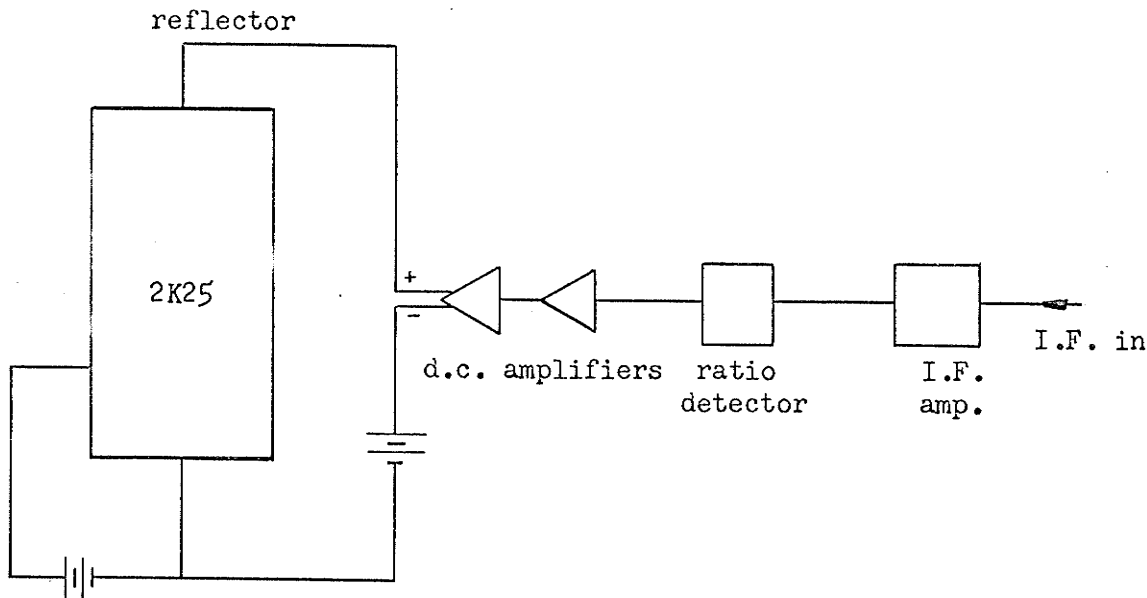 reflector
2K25
+
−
d.c. amplifiers
ratio
detector
I.F.
amp.
I.F. in